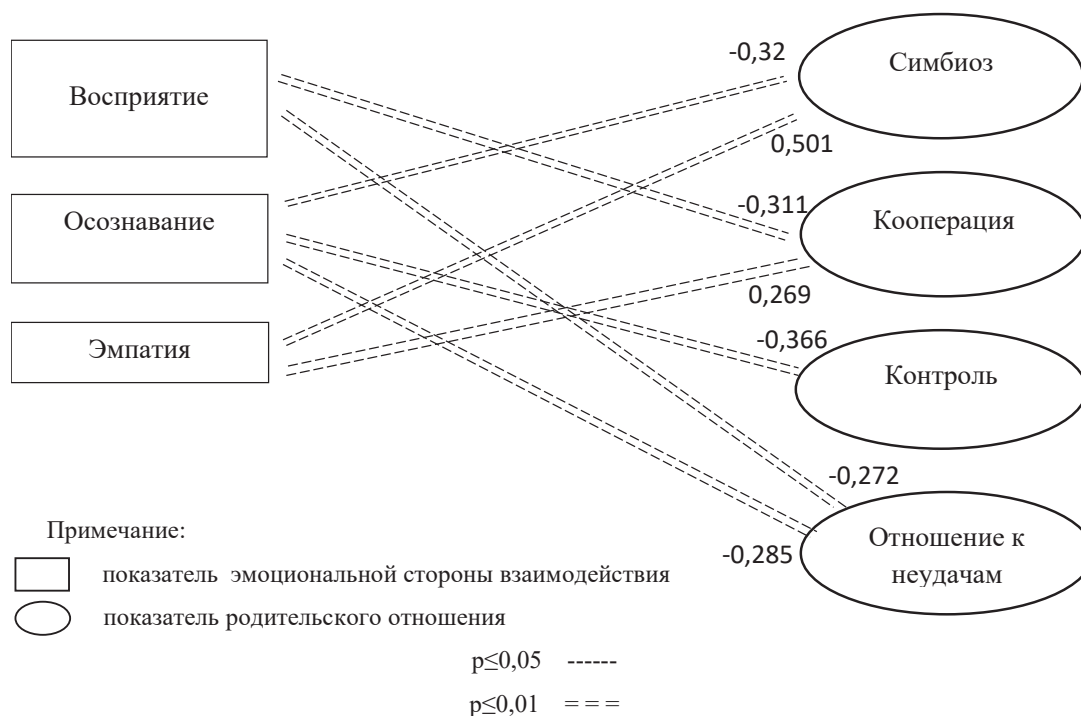 -0,32
Симбиоз
Восприятие
0,501
Осознавание
-0,311
Кооперация
0,269
Эмпатия
-0,366
Контроль
-0,272
Примечание:
-0,285
Отношение к
неудачам
показатель эмоциональной стороны взаимодействия
показатель родительского отношения
p≤0,05 ------
p≤0,01 = = =